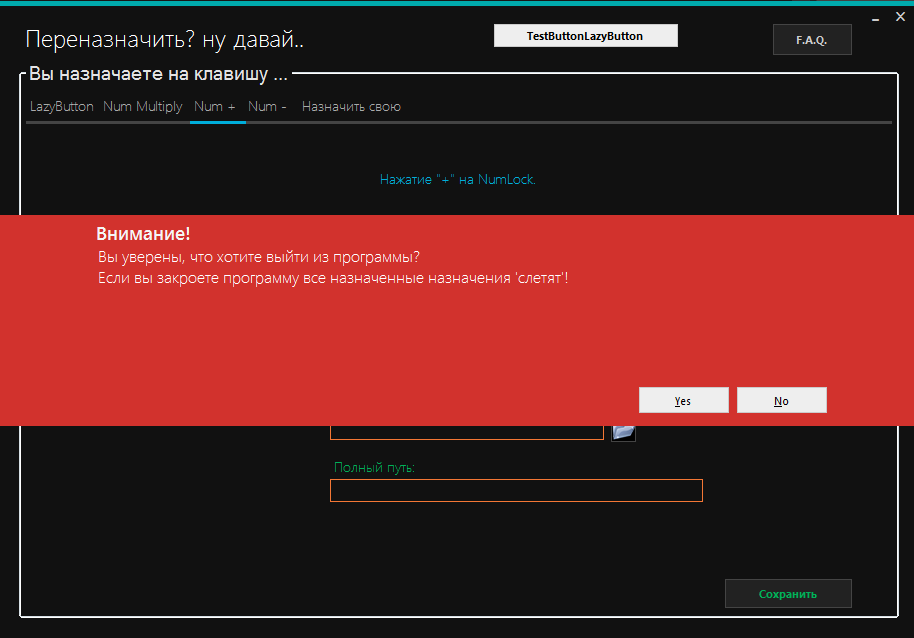 Переназначить? ну давай..
TestButtonLazyButton
F.A.Q.
Вы назначаете на клавишу ...
LazyButton Num Multiply Num + Num - Назначить свою
Нажатие "+" на NumLock.
Внимание!
Вы уверены, что хотите выйти из программы?
Если вы закроете программу все назначенные назначения 'слетят'!
Yes No
Полный путь:
Сохранить